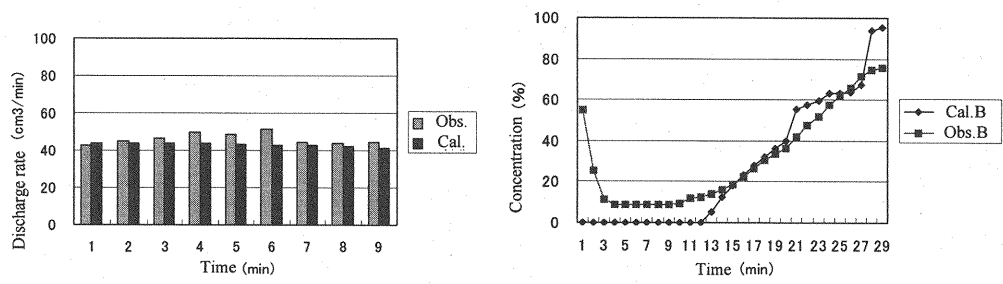 Discharge rate (cm3/min)
100
80
60
40
20
0
1 2 3 4 5 6 7 8 9
Time (min)
Obs.
Cal.
Concentration (%)
100
80
60
40
20
0
1 3 5 7 9 11 13 15 17 19 21 23 25 27 29
Time (min)
Cal.B
Obs.B